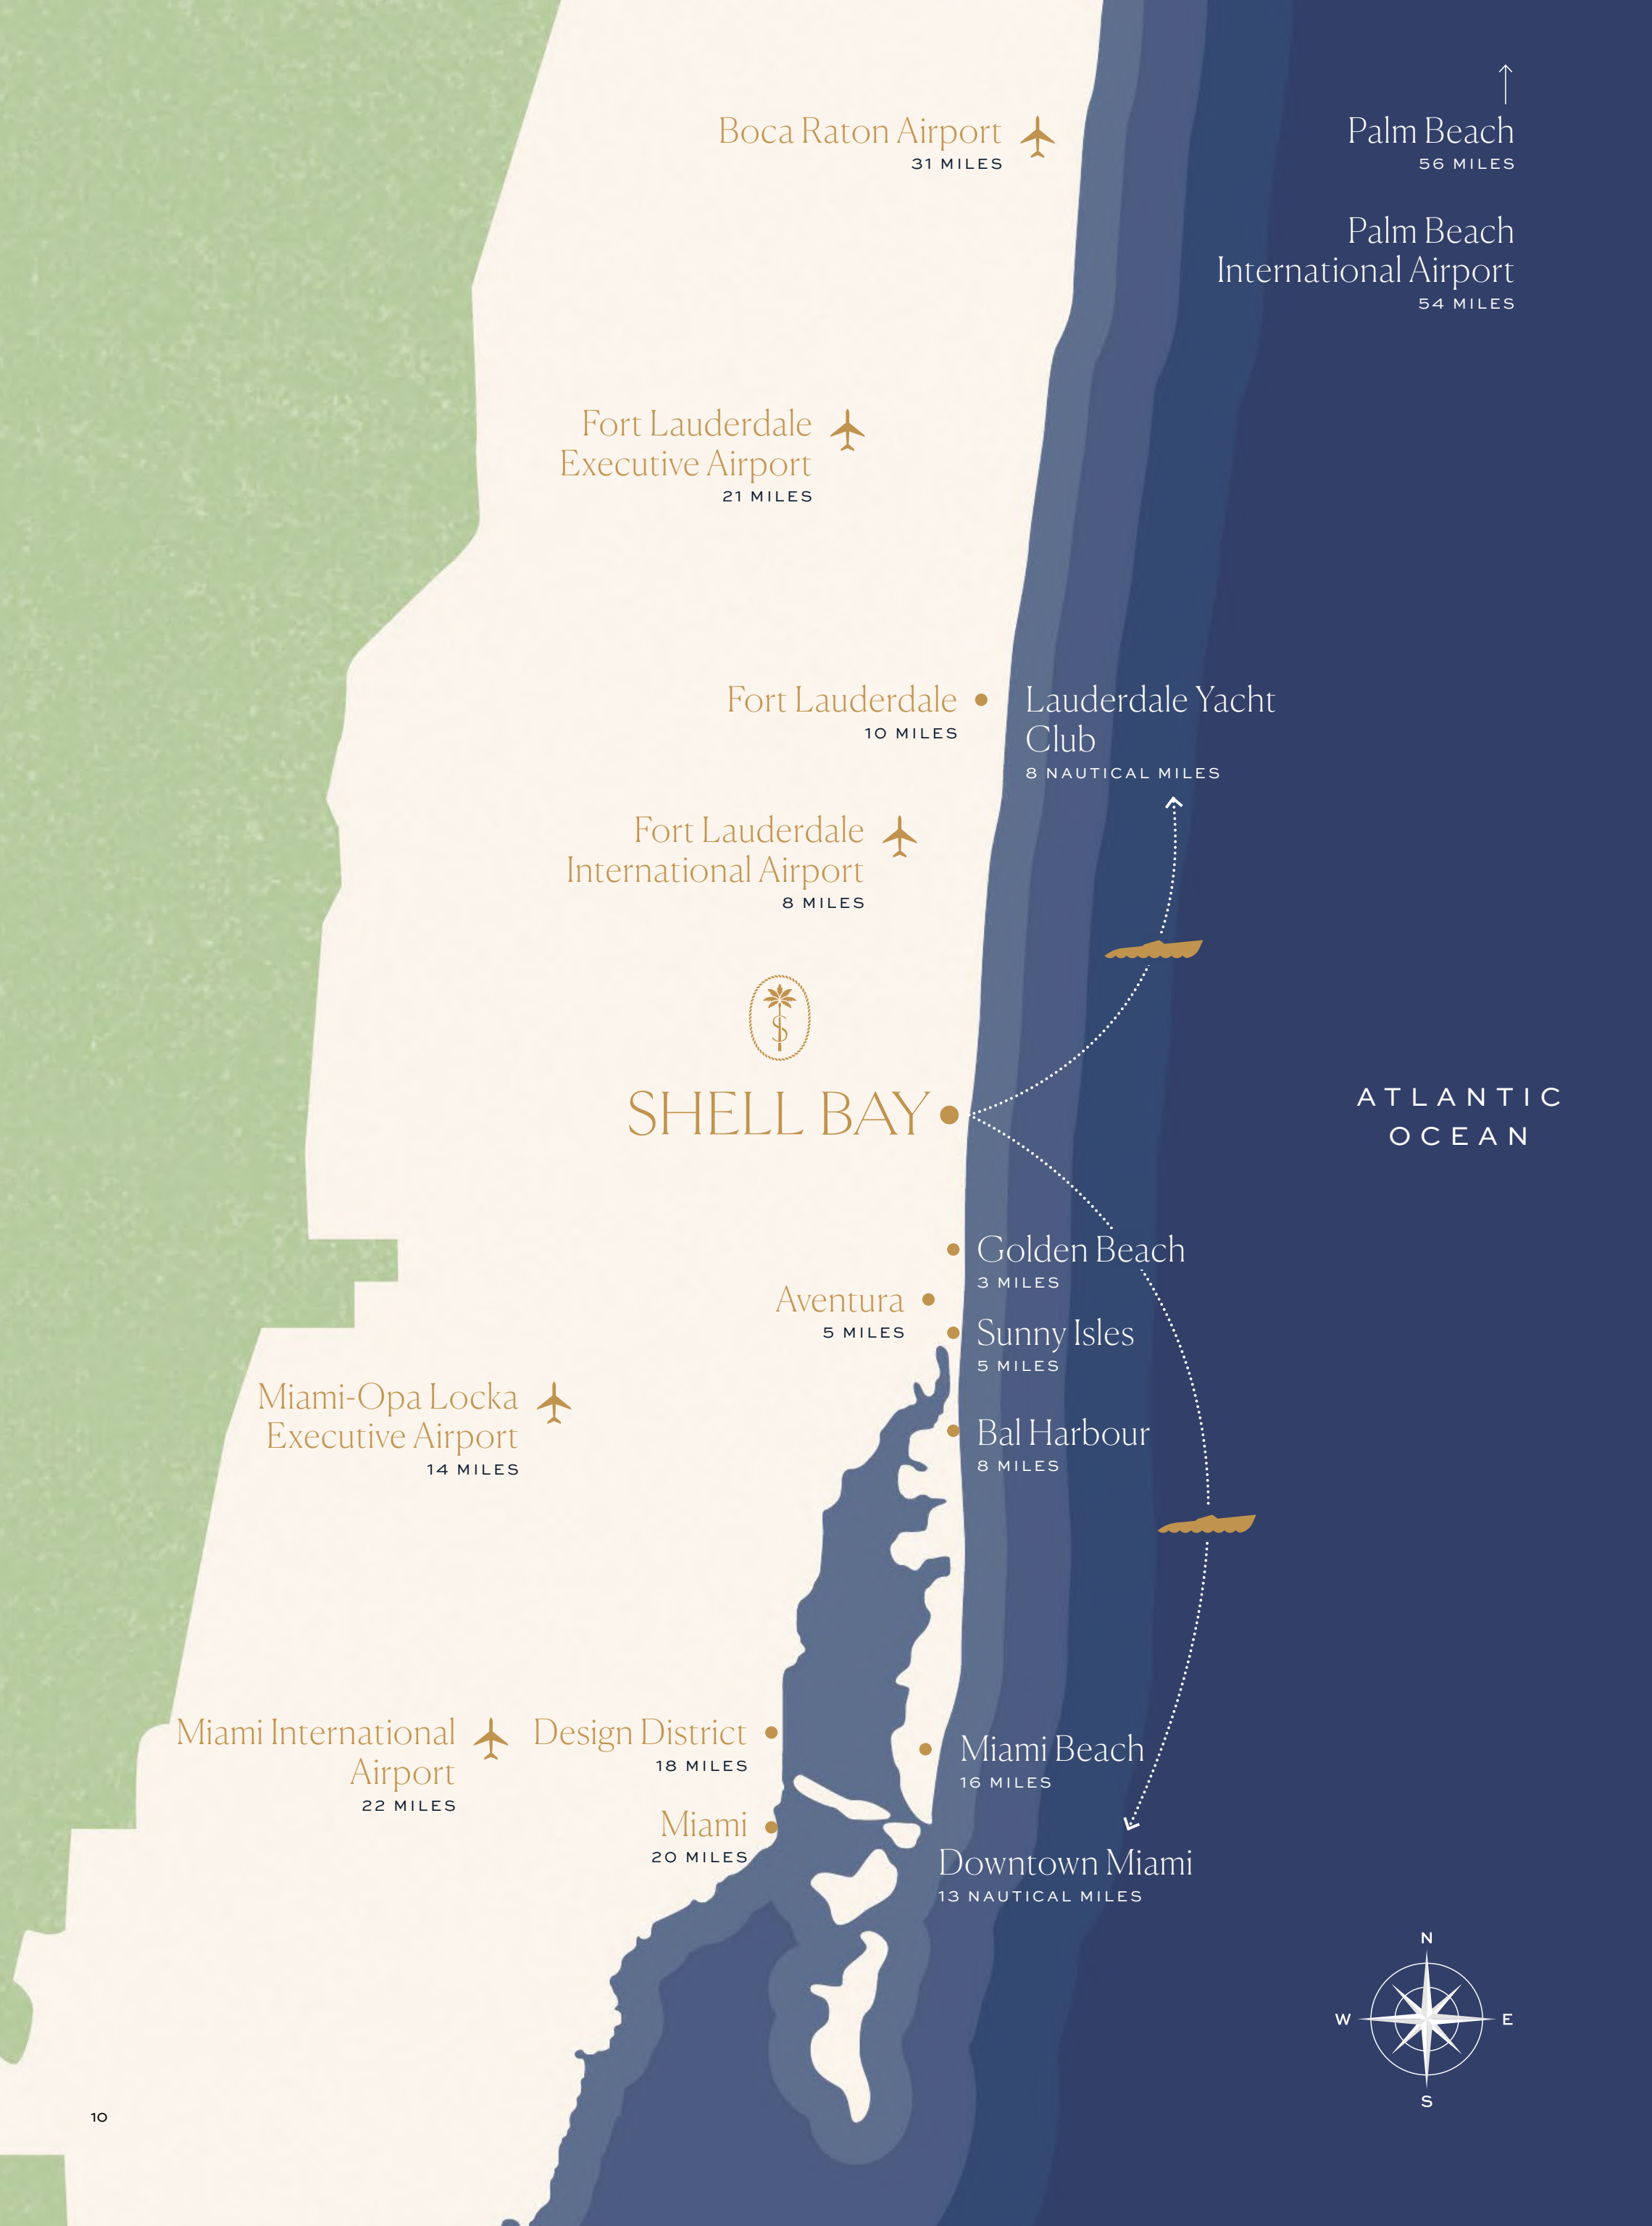 Boca Raton Airport
31 MILES
Palm Beach
56 MILES
Palm Beach
International Airport
54 MILES
Fort Lauderdale
Executive Airport
21 MILES
Fort Lauderdale
10 MILES
Lauderdale Yacht
Club
8 NAUTICAL MILES
Fort Lauderdale
International Airport
8 MILES
S
SHELL BAY
ATLANTIC
OCEAN
Golden Beach
3 MILES
Aventura
5 MILES
Sunny Isles
5 MILES
Miami-Opa Locka
Executive Airport
14 MILES
Bal Harbour
8 MILES
Miami International
Airport
22 MILES
Design District
18 MILES
Miami Beach
16 MILES
Miami
20 MILES
Downtown Miami
13 NAUTICAL MILES
N
W
E
S
10